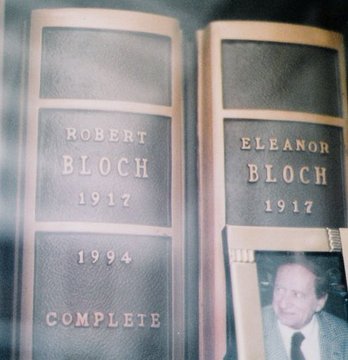 ROBERT
BLOCH
1917
1994
COMPLETE
ELEANOR
BLOCH
1917